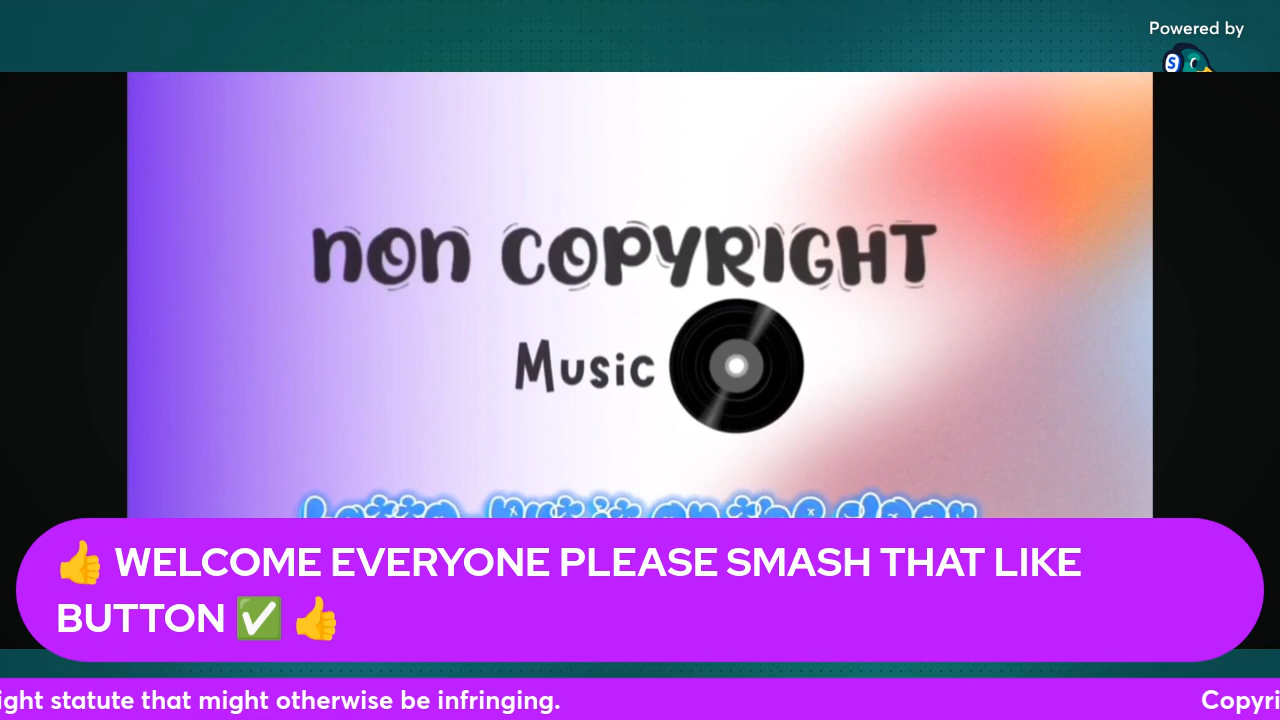 Powered by
S
non COPYRIGHT
Music
👍 WELCOME EVERYONE PLEASE SMASH THAT LIKE
BUTTON ✅ 👍
ight statute that might otherwise be infringing. Copyri